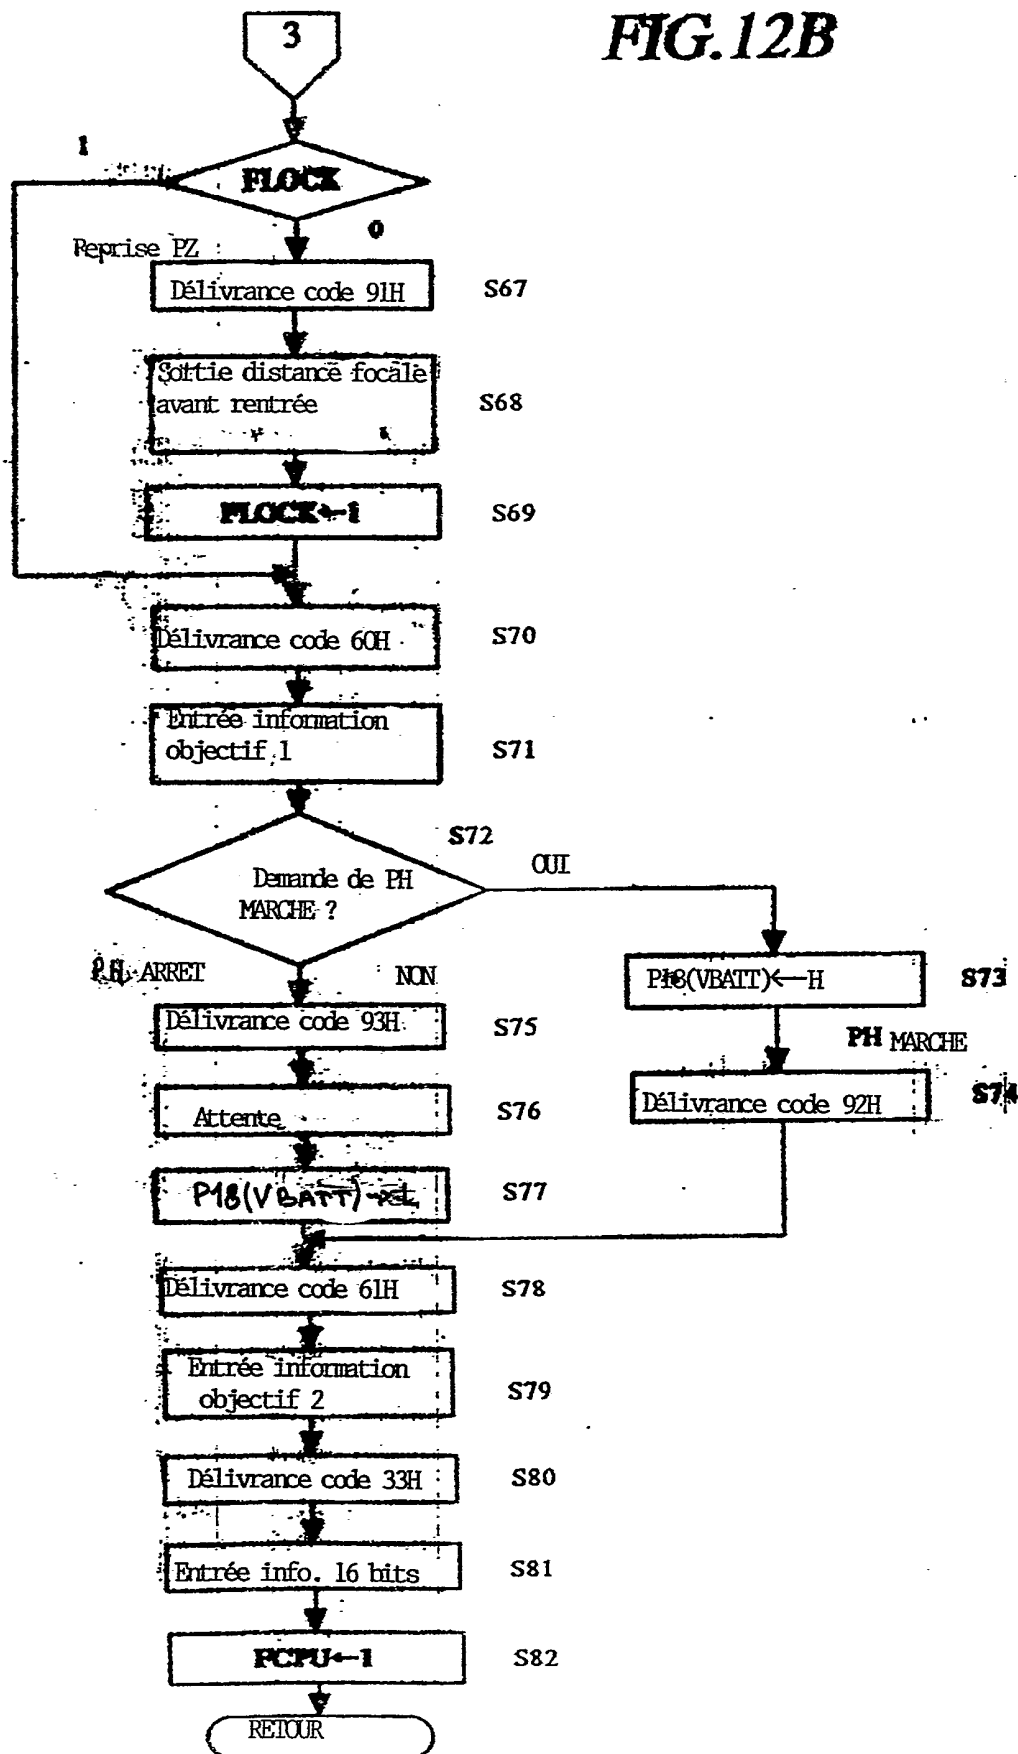 FIG.12B
3
1
FLOCK
0
Reprise PZ
Délivrance code 91H
S67
Sortie distance focale
avant rentrée
S68
FLOCK←1
S69
Délivrance code 60H
S70
Entrée information
objectif 1
S71
S72
Demande de PH
MARCHE ?
OUI
P.H. ARRET
NON
P18(VBATT)←H
S73
PH MARCHE
Délivrance code 93H
S75
Délivrance code 92H
S74
Attente
S76
P18(VBATT)→L
S77
Délivrance code 61H
S78
Entrée information
objectif 2
S79
Délivrance code 33H
S80
Entrée info. 16 bits
S81
FCPU←1
S82
RETOUR